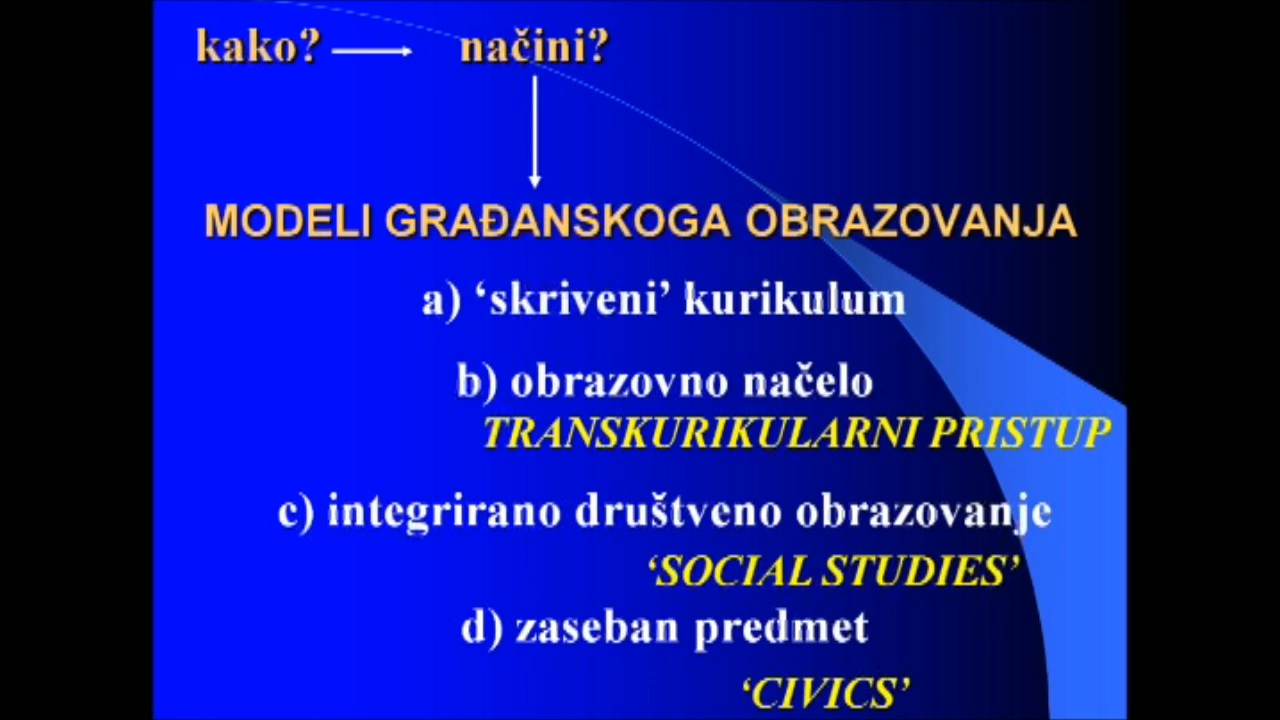 kako? načini?
MODELI GRAĐANSKOGA OBRAZOVANJA
a) ‘skriveni’ kurikulum
b) obrazovno načelo
TRANSKURIKULARNI PRISTUP
c) integrirano društveno obrazovanje
‘SOCIAL STUDIES’
d) zaseban predmet
‘CIVICS’